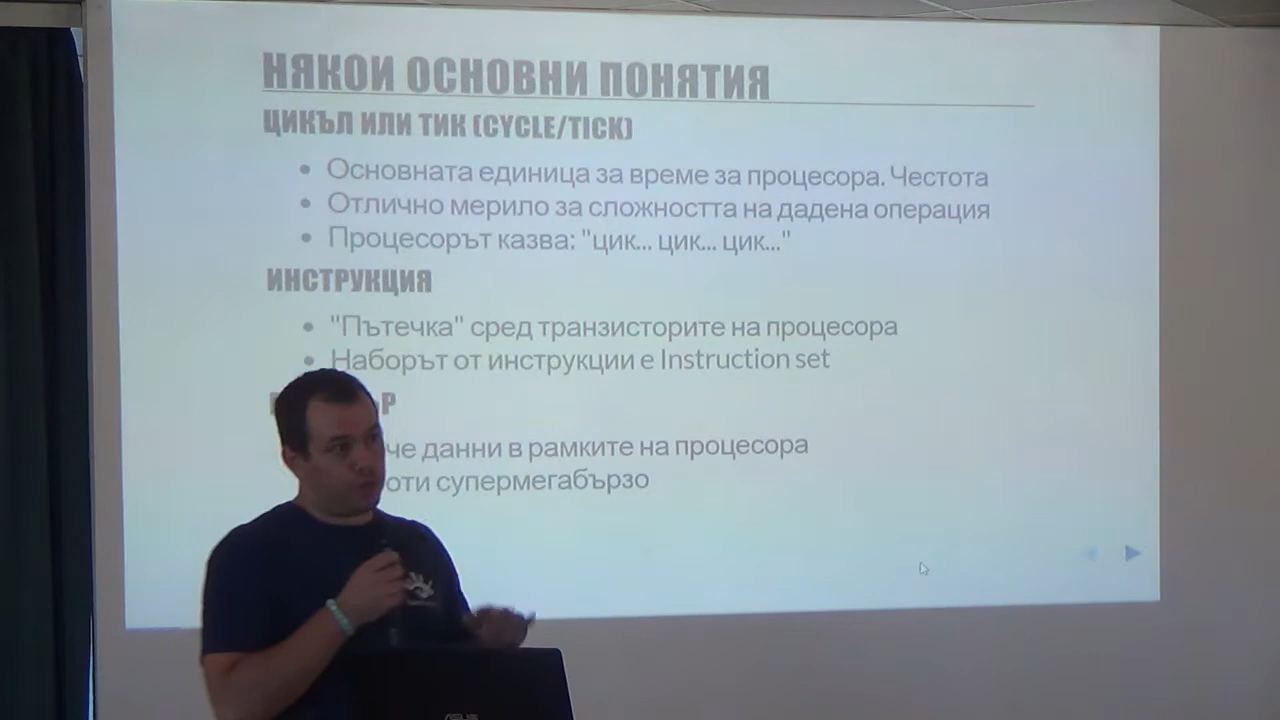 НЯКОИ ОСНОВНИ ПОНЯТИЯ
ЦИКЪЛ ИЛИ ТИК (CYCLE/TICK)
Основната единица за време за процесора. Честота
Отлично мерило за сложността на дадена операция
Процесорът казва: "цик... цик... цик..."
ИНСТРУКЦИЯ
"Пътечка" сред транзисторите на процесора
Наборът от инструкции е Instruction set
че данни в рамките на процесора
оти супермегабързо
ASUS